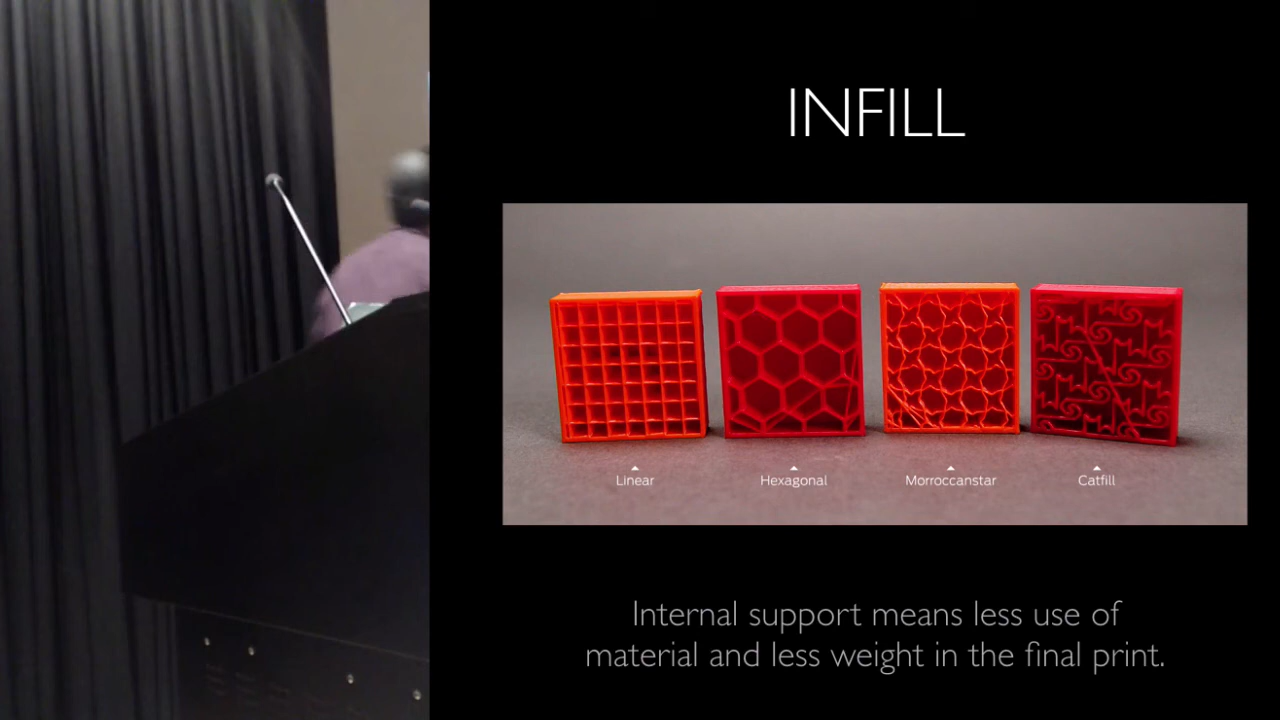 INFILL
Linear
Hexagonal
Morroccanstar
Catfill
Internal support means less use of
material and less weight in the final print.